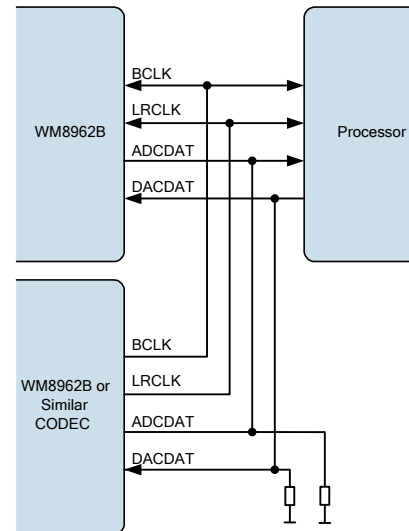 BCLK
LRCLK
WM8962B
Processor
ADCDAT
DACDAT
BCLK
LRCLK
WM8962B or
Similar
CODEC
ADCDAT
DACDAT